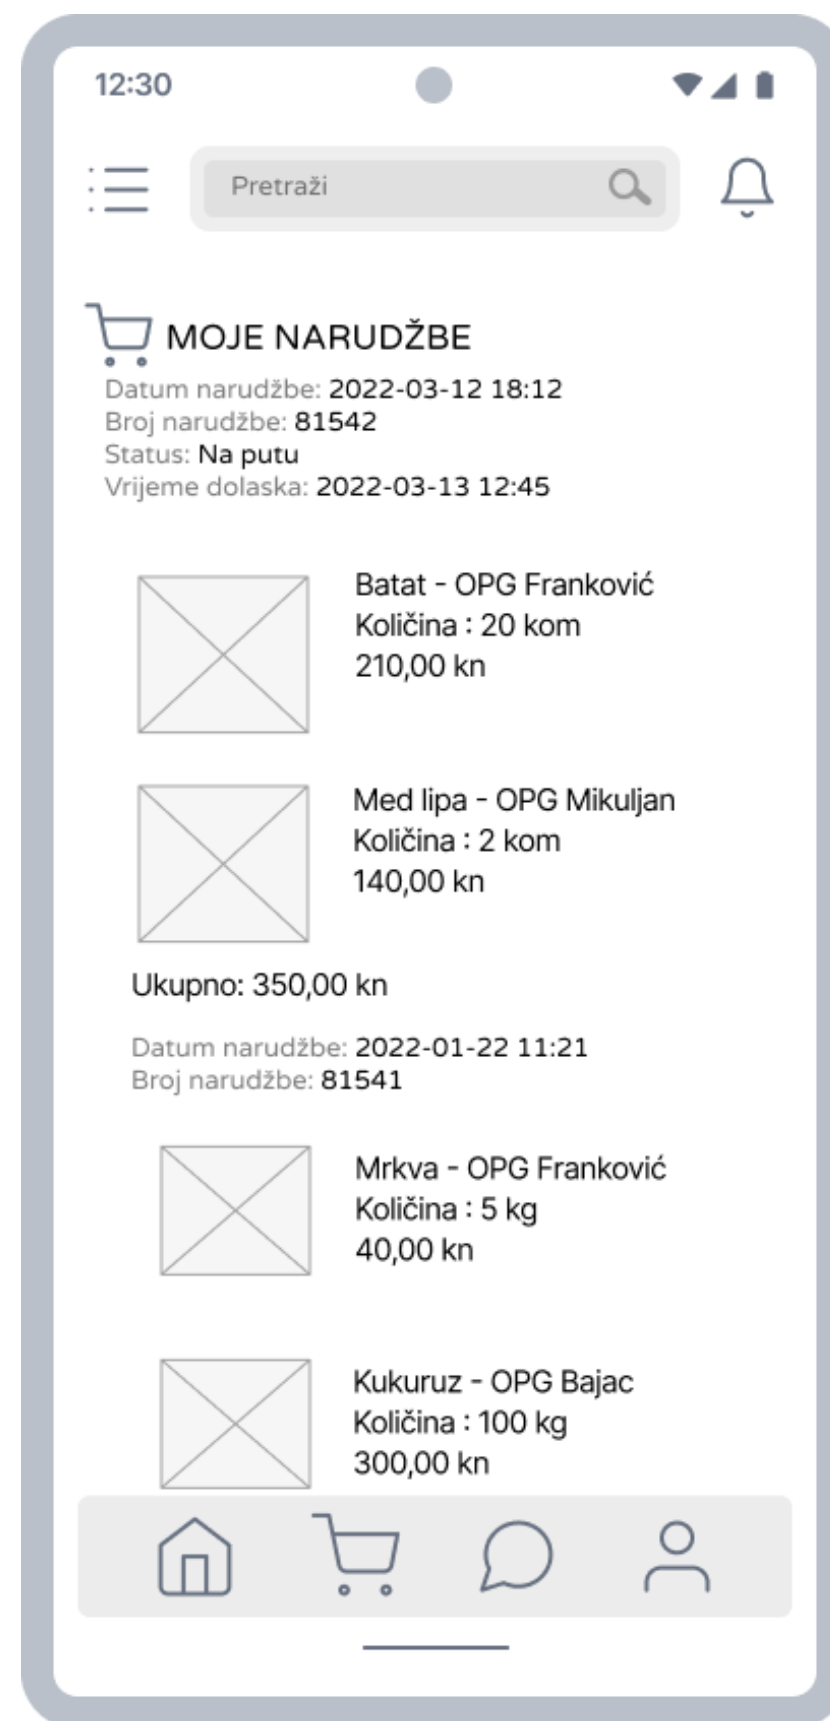 12:30
Pretraži
MOJE NARUDŽBE
Datum narudžbe: 2022-03-12 18:12
Broj narudžbe: 81542
Status: Na putu
Vrijeme dolaska: 2022-03-13 12:45
Batat - OPG Franković
Količina : 20 kom
210,00 kn
Med lipa - OPG Mikuljan
Količina : 2 kom
140,00 kn
Ukupno: 350,00 kn
Datum narudžbe: 2022-01-22 11:21
Broj narudžbe: 81541
Mrkva - OPG Franković
Količina : 5 kg
40,00 kn
Kukuruz - OPG Bajac
Količina : 100 kg
300,00 kn